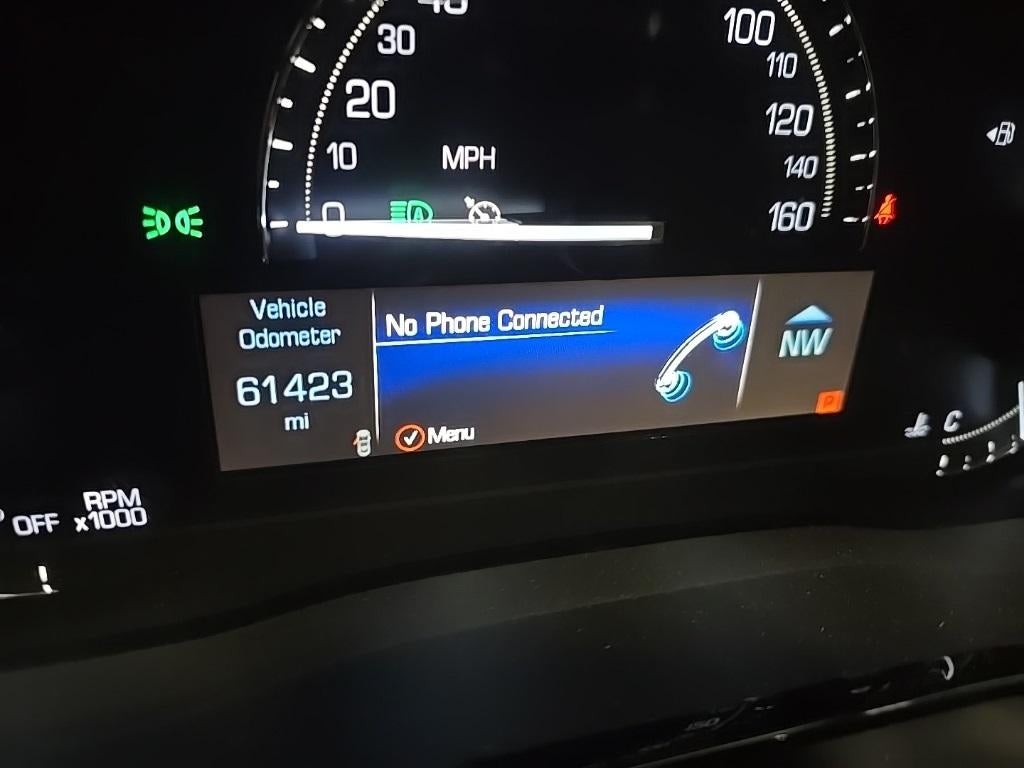 30
20
10
MPH
0
100
110
120
140
160
Vehicle
Odometer
61423
mi
No Phone Connected
Menu
NW
P
C
RPM
OFF x1000